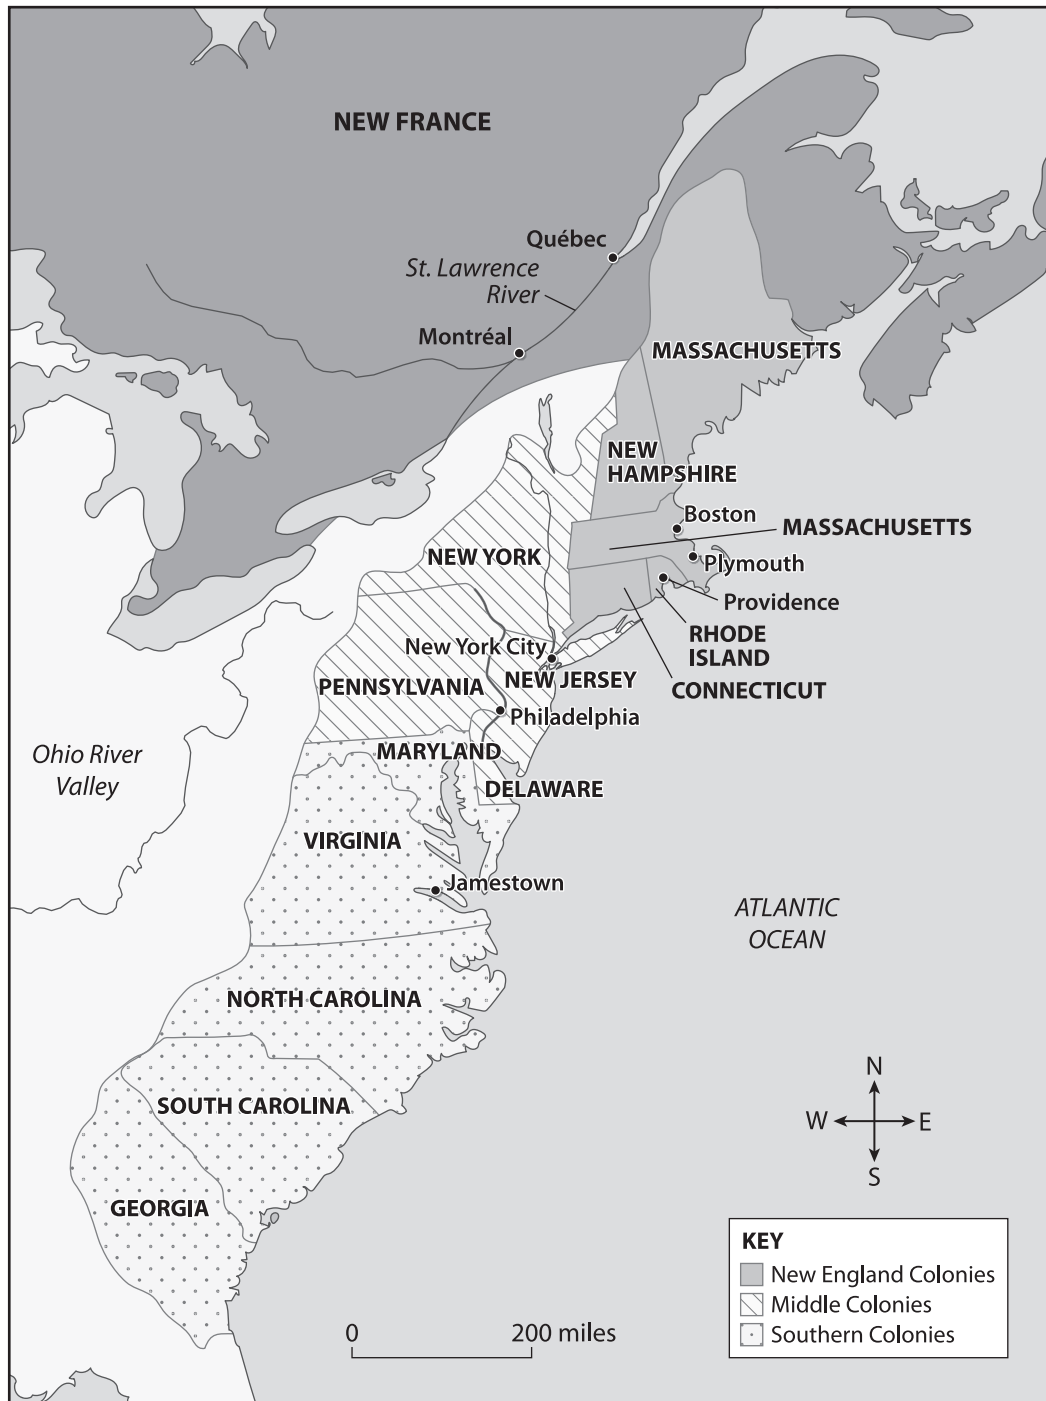 NEW FRANCE
Québec
St. Lawrence
River
Montréal
MASSACHUSETTS
NEW
HAMPSHIRE
Boston
MASSACHUSETTS
NEW YORK
Plymouth
Providence
RHODE
ISLAND
New York City
NEW JERSEY
PENNSYLVANIA
CONNECTICUT
Philadelphia
Ohio River
Valley
MARYLAND
DELAWARE
VIRGINIA
Jamestown
ATLANTIC
OCEAN
NORTH CAROLINA
SOUTH CAROLINA
GEORGIA
N
W
E
S
KEY
New England Colonies
Middle Colonies
Southern Colonies
0
200 miles